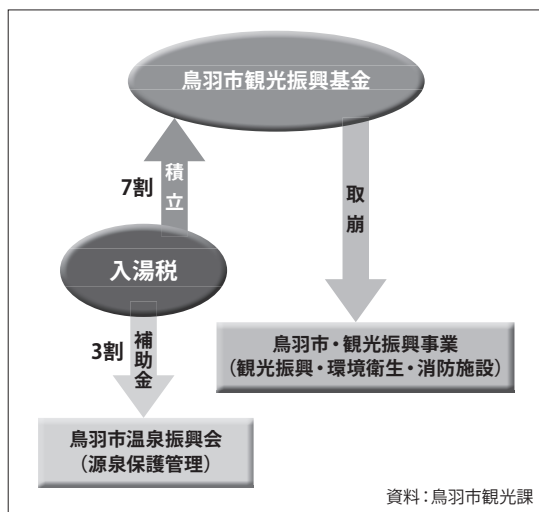 鳥羽市観光振興基金
7割
積立
取崩
入湯税
3割
補助金
鳥羽市・観光振興事業
(観光振興・環境衛生・消防施設)
鳥羽市温泉振興会
(源泉保護管理)
資料：鳥羽市観光課